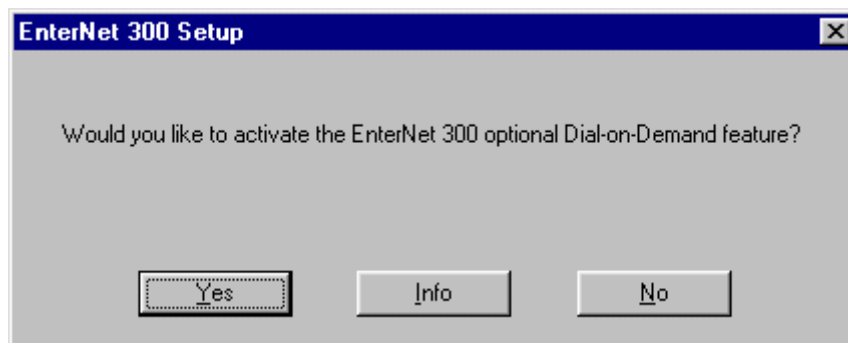 EnterNet 300 Setup
Would you like to activate the EnterNet 300 optional Dial-on-Demand feature?
Yes Info No